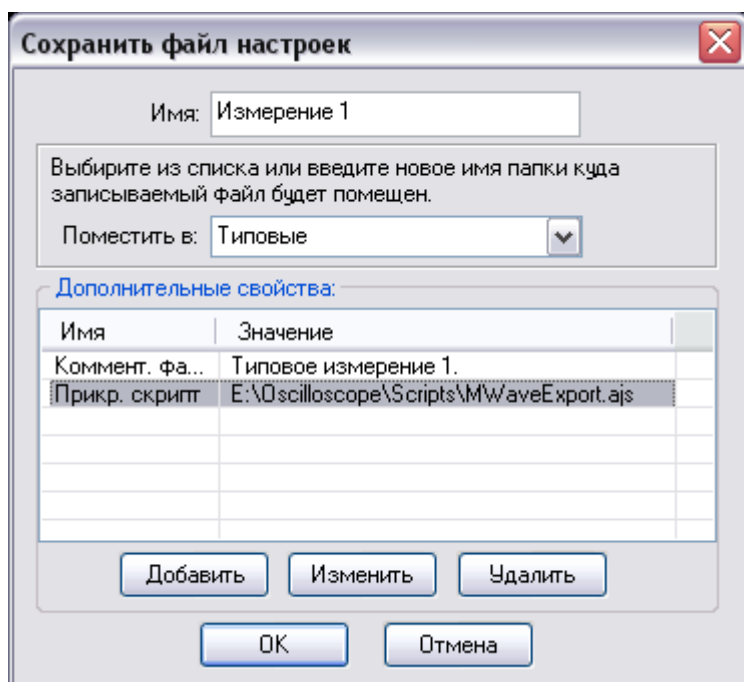 Сохранить файл настроек
Имя: Измерение 1
Выбирите из списка или введите новое имя папки куда
записываемый файл будет помещен.
Поместить в: Типовые
Дополнительные свойства:
Имя Значение
Коммент. фа... Типовое измерение 1.
Прикр. скрипт E:\Oscilloscope\Scripts\MWaveExport.ajs
Добавить Изменить Удалить
OK Отмена